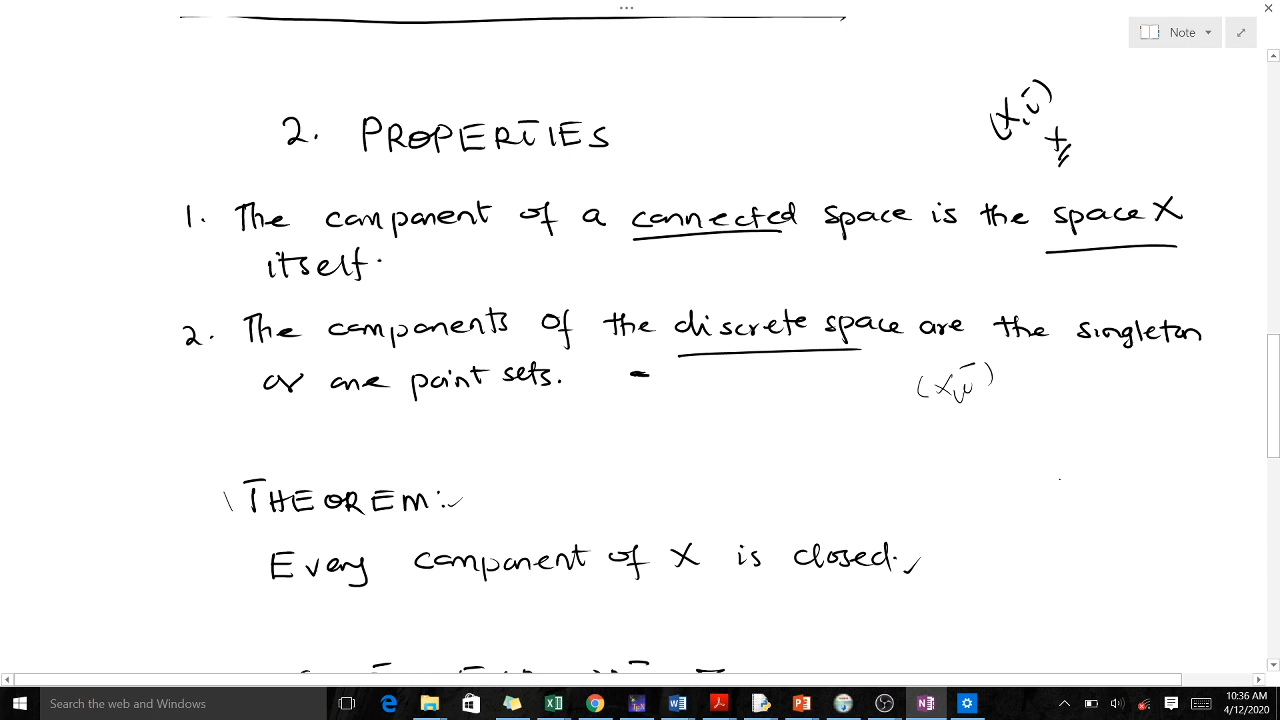 Note
2. PROPERTIES
1. The component of a connected space is the space X
itself.
2. The components of the discrete space are the singleton
or one point sets.
THEOREM:
Every component of X is closed.
Search the web and Windows
10:36 AM
4/12/2020